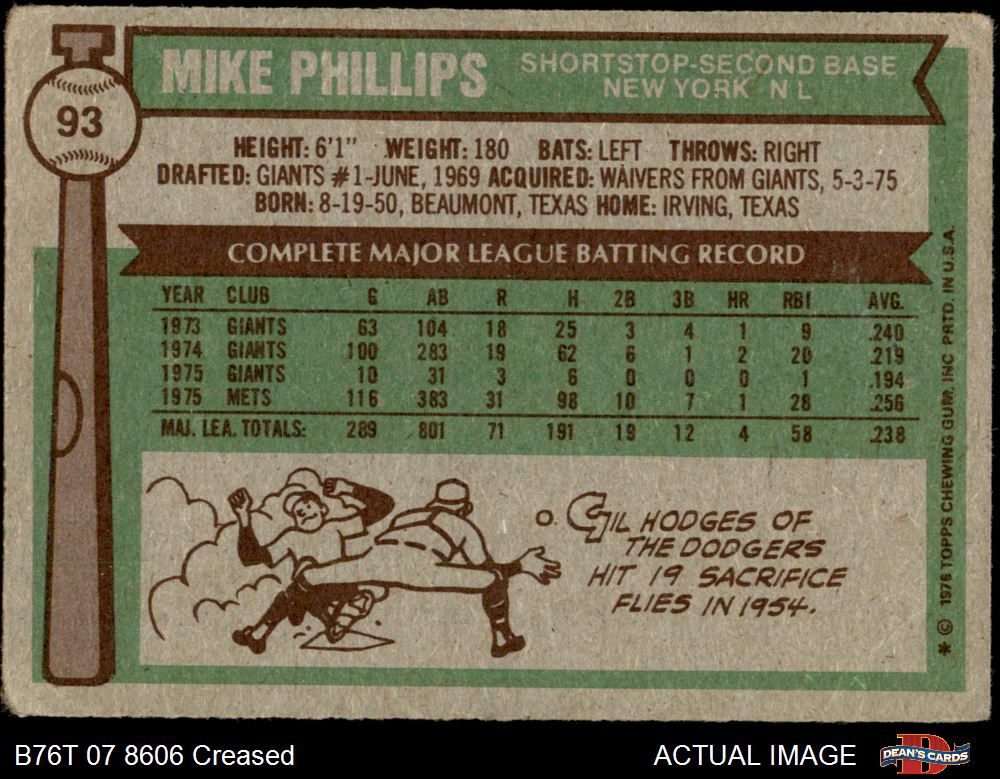 93
MIKE PHILLIPS
SHORTSTOP-SECOND BASE
NEW YORK N L
HEIGHT: 6'1" WEIGHT: 180 BATS: LEFT THROWS: RIGHT
DRAFTED: GIANTS #1-JUNE, 1969 ACQUIRED: WAIVERS FROM GIANTS, 5-3-75
BORN: 8-19-50, BEAUMONT, TEXAS HOME: IRVING, TEXAS
COMPLETE MAJOR LEAGUE BATTING RECORD
YEAR CLUB G AB R H 2B 3B HR RBI AVG.
1973 GIANTS 63 104 18 25 3 4 1 9 .240
1974 GIANTS 100 283 19 62 6 1 2 20 .219
1975 GIANTS 10 31 3 6 0 0 0 1 .194
1975 METS 116 383 31 98 10 7 1 28 .256
MAJ. LEA. TOTALS: 289 801 71 191 19 12 4 58 .238
GIL HODGES OF
THE DODGERS
HIT 19 SACRIFICE
FLIES IN 1954.
* © 1976 TOPPS CHEWING GUM, INC PRTD. IN U.S.A.
B76T 07 8606 Creased
ACTUAL IMAGE
DEAN'S CARDS